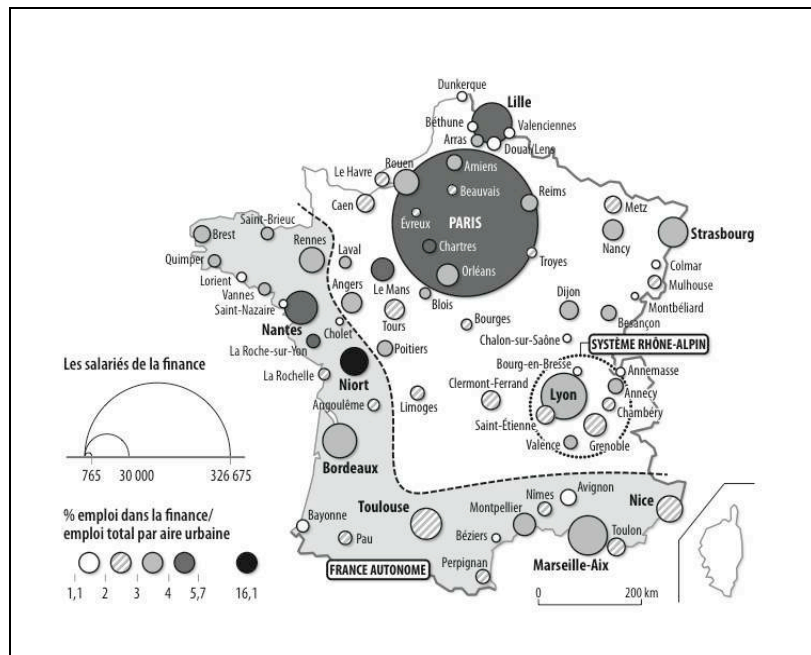 Dunkerque
Lille
Béthune
Valenciennes
Arras
Douai/Lens
Le Havre
Rouen
Amiens
Caen
Beauvais
Reims
Metz
Évreux
PARIS
Saint-Brieuc
Brest
Rennes
Laval
Chartres
Nancy
Strasbourg
Quimper
Orléans
Troyes
Colmar
Lorient
Angers
Le Mans
Mulhouse
Vannes
Blois
Dijon
Montbéliard
Saint-Nazaire
Tours
Bourges
Besançon
Nantes
Cholet
Chalon-sur-Saône
La Roche-sur-Yon
Poitiers
SYSTÈME RHÔNE-ALPIN
Les salariés de la finance
Bourg-en-Bresse
Annemasse
La Rochelle
Niort
Clermont-Ferrand
Lyon
Annecy
Angoulême
Limoges
Chambéry
Saint-Étienne
Grenoble
Valence
765
30 000
326 675
Bordeaux
Toulouse
Montpellier
Nîmes
Avignon
Nice
% emploi dans la finance/
emploi total par aire urbaine
Bayonne
Pau
Béziers
Toulon
Perpignan
Marseille-Aix
FRANCE AUTONOME
1,1
2
3
4
5,7
16,1
0
200 km